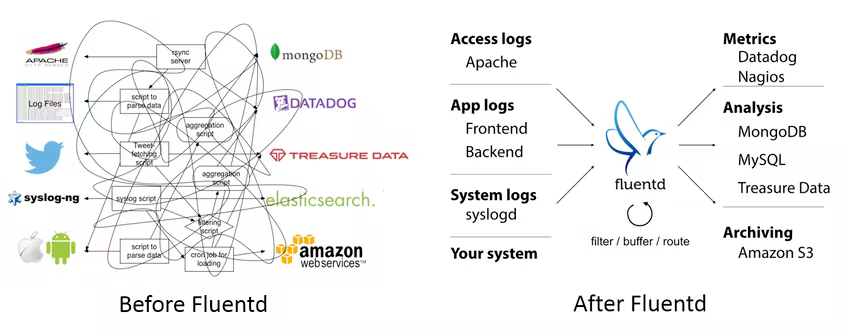 APACHE
HTTP SERVER
Log Files
syslog-ng
rsync
server
script to
parse data
aggregation
script
Tweet-
fetching
script
aggregation
script
syslog script
filtering
script
script to
parse data
cron job for
loading
mongoDB
DATADOG
TREASURE DATA
elasticsearch.
amazon
webservices™
Before Fluentd
Access logs
Apache
App logs
Frontend
Backend
System logs
syslogd
Your system
fluentd
filter / buffer / route
Metrics
Datadog
Nagios
Analysis
MongoDB
MySQL
Treasure Data
Archiving
Amazon S3
After Fluentd